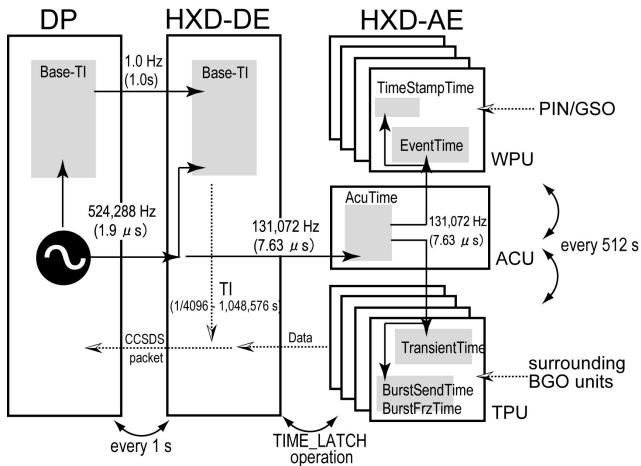 DP
HXD-DE
HXD-AE
Base-TI
1.0 Hz
(1.0s)
Base-TI
TimeStampTime
PIN/GSO
EventTime
WPU
524,288 Hz
(1.9 μs)
131,072 Hz
(7.63 μs)
AcuTime
131,072 Hz
(7.63 μs)
ACU
every 512 s
TI
(1/4096 - 1,048,576 s)
CCSDS
packet
Data
TransientTime
surrounding
BGO units
BurstSendTime
BurstFrzTime
TPU
every 1 s
TIME_LATCH
operation